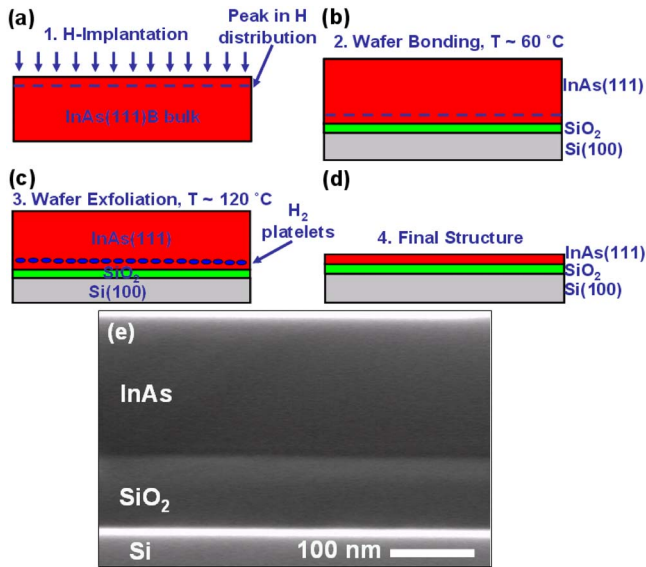 (a)
1. H-Implantation
Peak in H
distribution
InAs(111)B bulk
(b)
2. Wafer Bonding, T ~ 60 ˚C
InAs(111)
SiO₂
Si(100)
(c)
3. Wafer Exfoliation, T ~ 120 ˚C
InAs(111)
H₂
platelets
SiO₂
Si(100)
(d)
4. Final Structure
InAs(111)
SiO₂
Si(100)
(e)
InAs
SiO₂
Si
100 nm